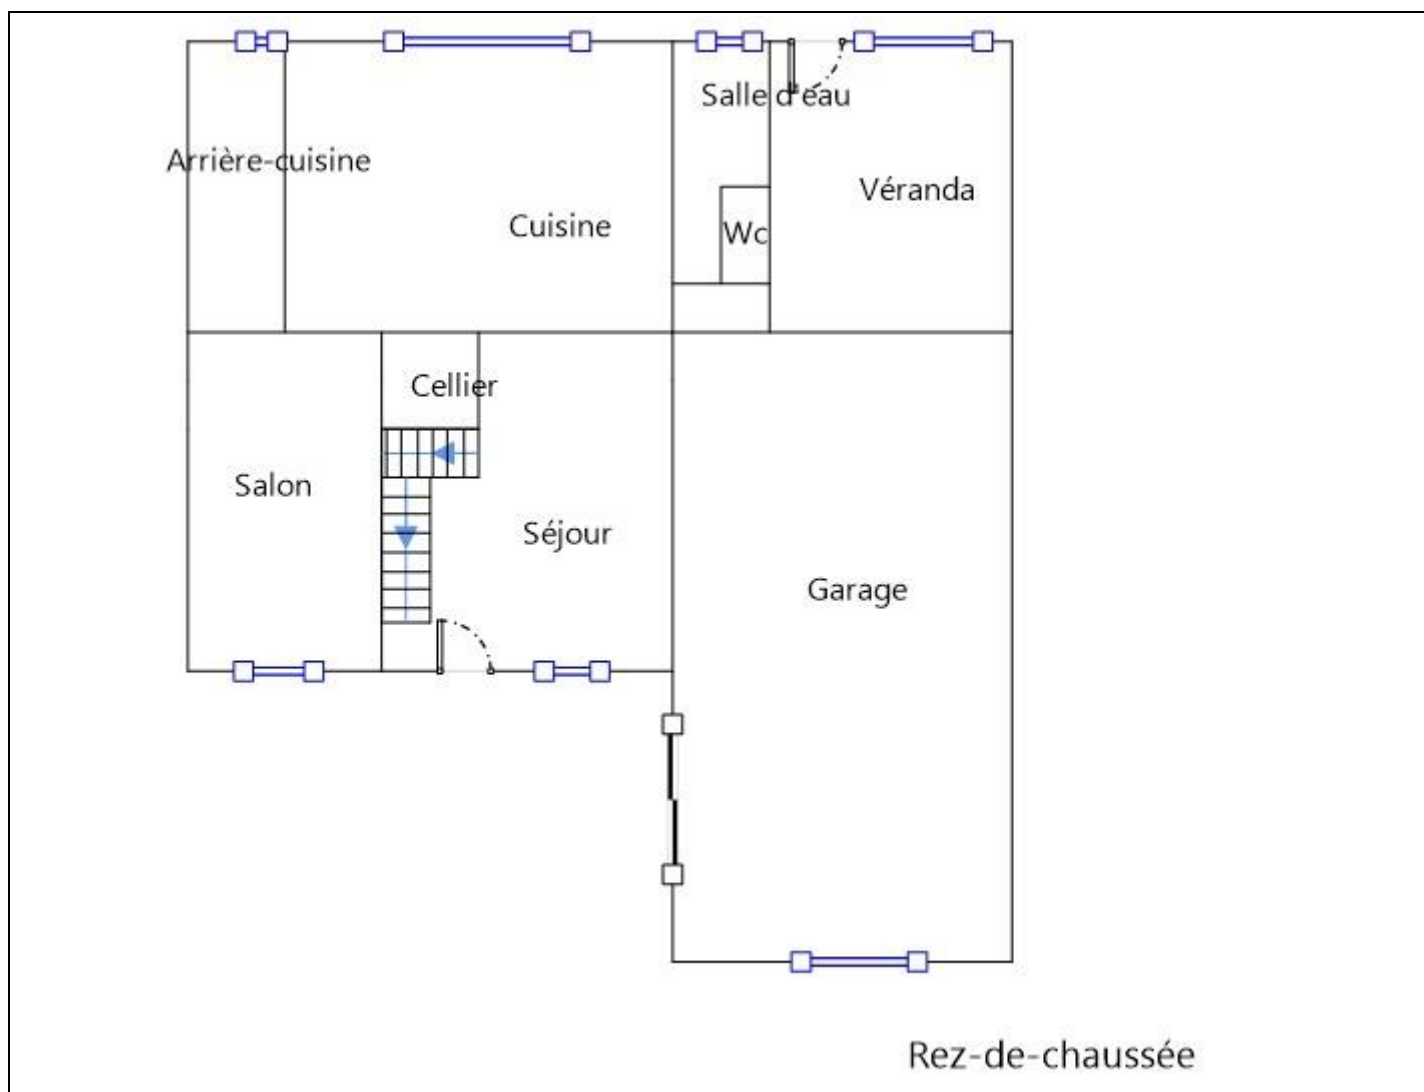 Salle d'eau
Arrière-cuisine
Véranda
Cuisine
Wc
Cellier
Salon
Séjour
Garage
Rez-de-chaussée